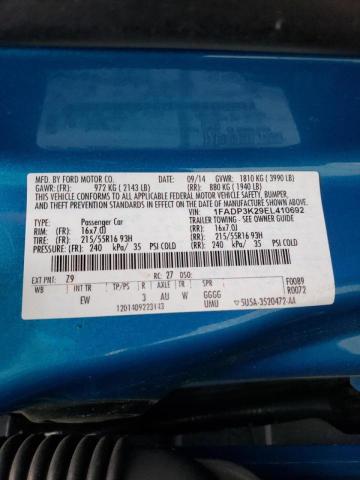 MFD. BY FORD MOTOR CO. 09/14 GVWR: 1810 KG ( 3990 LB)
GAWR: (FR): 972 KG ( 2143 LB) (RR): 880 KG ( 1940 LB)
THIS VEHICLE CONFORMS TO ALL APPLICABLE FEDERAL MOTOR VEHICLE SAFETY, BUMPER,
AND THEFT PREVENTION STANDARDS IN EFFECT ON THE DATE OF MANUFACTURE SHOWN ABOVE.
VIN: 1FADP3K29EL410692
TYPE: Passenger Car TRAILER TOWING - SEE OWNER GUIDE
RIM: (FR): 16x7.0J (RR): 16x7.0J
TIRE: (FR): 215/55R16 93H (RR): 215/55R16 93H
PRESSURE: (FR): 240 kPa/ 35 PSI COLD (RR): 240 kPa/ 35 PSI COLD
EXT PNT: Z9 RC: 27 DSO: F0089
WB INT TR TP/PS R AXLE TR SPR R0072
EW 3 AU W GGGG
UMU 5USA-3520472-AA